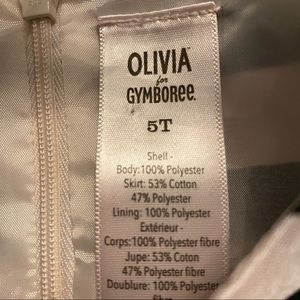 OLIVIA
for
GYMBOREE
5T
Shell -
Body:100% Polyester
Skirt: 53% Cotton
47% Polyester
Lining: 100% Polyester
Extérieur -
Corps:100% Polyester fibre
Jupe: 53% Coton
47% Polyester fibre
Doublure: 100% Polyester
fibre